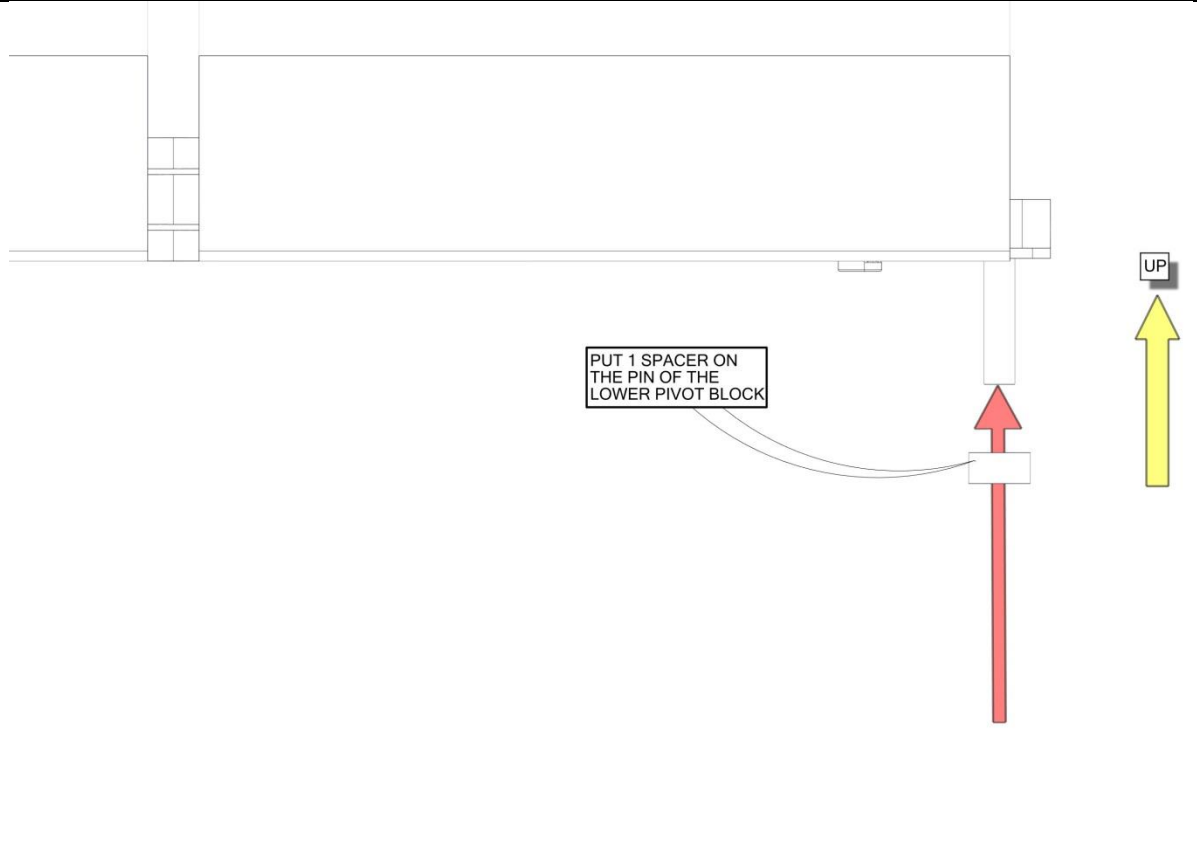 UP
PUT 1 SPACER ON
THE PIN OF THE
LOWER PIVOT BLOCK